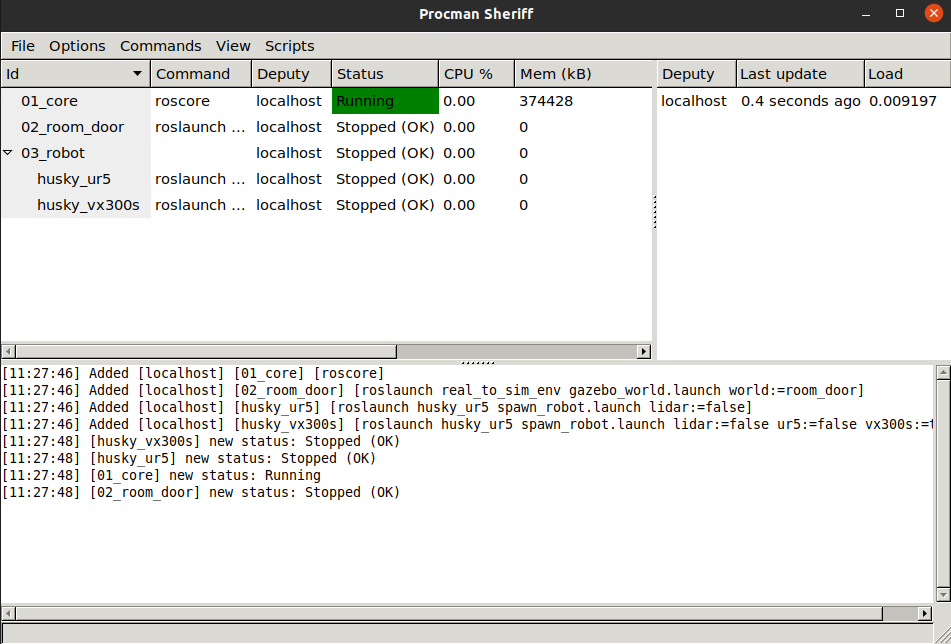 Procman Sheriff
File Options Commands View Scripts
Id Command Deputy Status CPU % Mem (kB) Deputy Last update Load
01_core roscore localhost Running 0.00 374428 localhost 0.4 seconds ago 0.009197
02_room_door roslaunch ... localhost Stopped (OK) 0.00 0
03_robot localhost Stopped (OK) 0.00 0
husky_ur5 roslaunch ... localhost Stopped (OK) 0.00 0
husky_vx300s roslaunch ... localhost Stopped (OK) 0.00 0
[11:27:46] Added [localhost] [01_core] [roscore]
[11:27:46] Added [localhost] [02_room_door] [roslaunch real_to_sim_env gazebo_world.launch world:=room_door]
[11:27:46] Added [localhost] [husky_ur5] [roslaunch husky_ur5 spawn_robot.launch lidar:=false]
[11:27:46] Added [localhost] [husky_vx300s] [roslaunch husky_ur5 spawn_robot.launch lidar:=false ur5:=false vx300s:=
[11:27:48] [husky_vx300s] new status: Stopped (OK)
[11:27:48] [husky_ur5] new status: Stopped (OK)
[11:27:48] [01_core] new status: Running
[11:27:48] [02_room_door] new status: Stopped (OK)